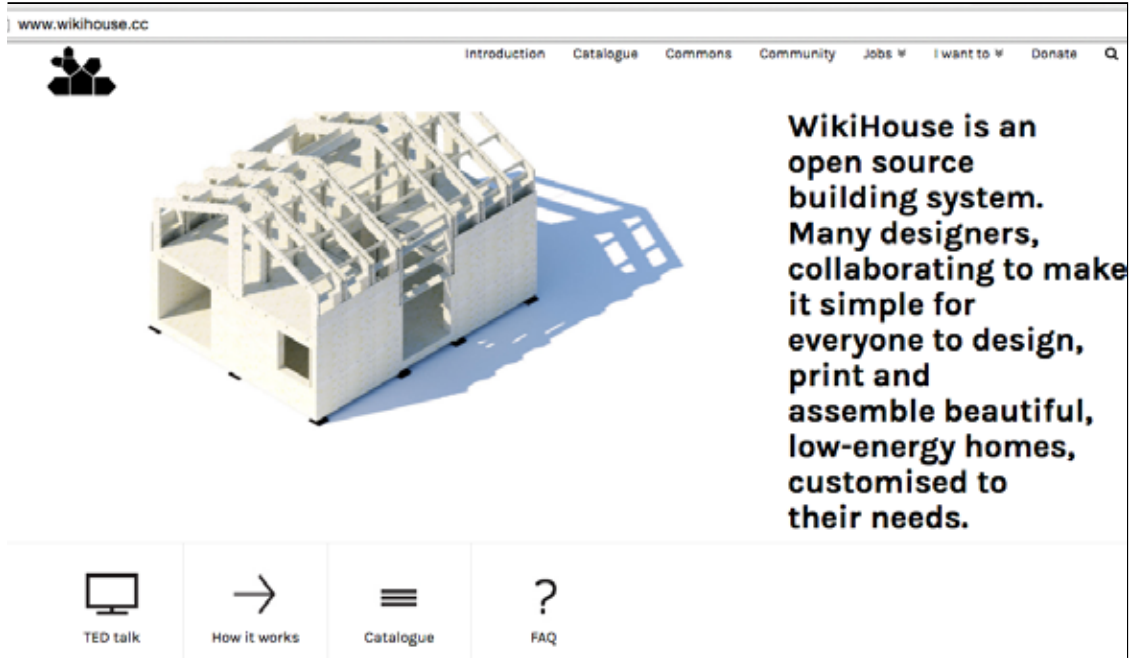 www.wikihouse.cc
Introduction Catalogue Commons Community Jobs I want to Donate
WikiHouse is an
open source
building system.
Many designers,
collaborating to make
it simple for
everyone to design,
print and
assemble beautiful,
low-energy homes,
customised to
their needs.
?
TED talk How it works Catalogue FAQ